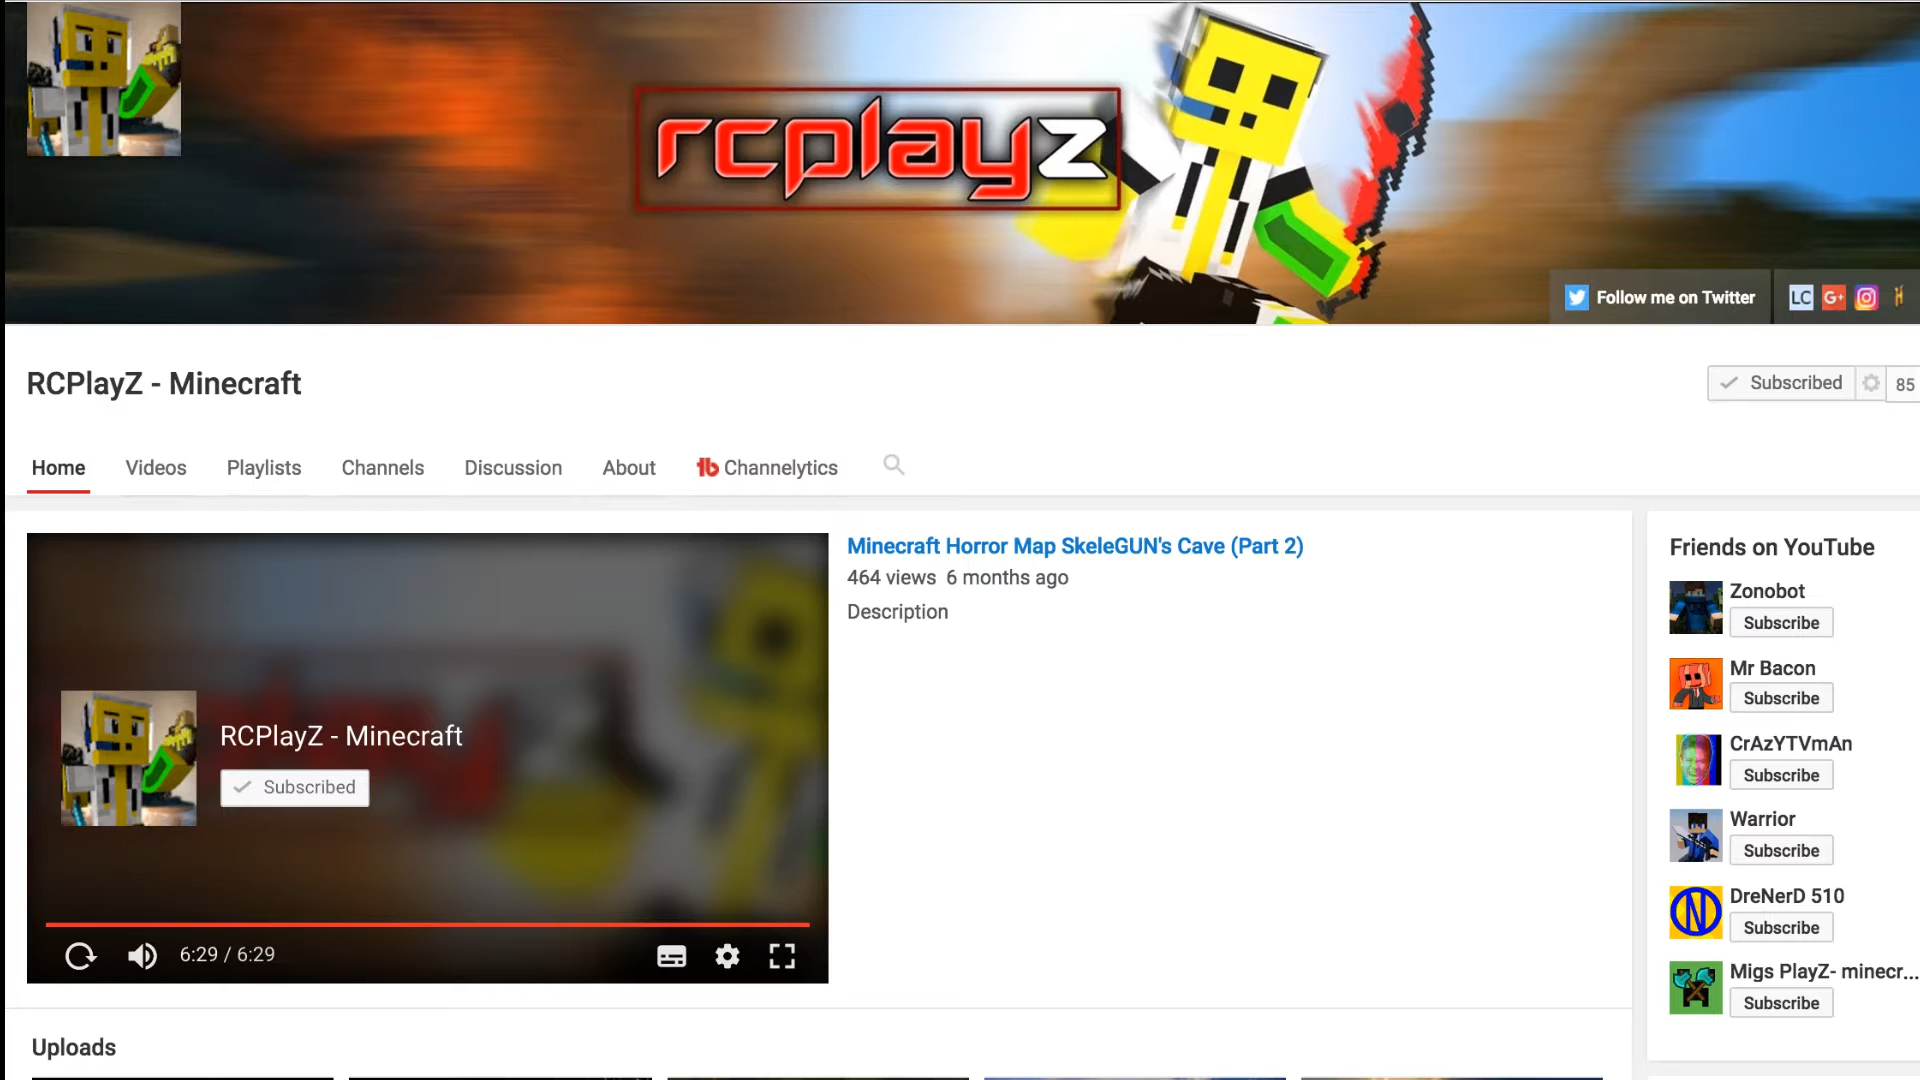 rcplayz
Follow me on Twitter
LC G+
RCPlayZ - Minecraft
Subscribed 85
Home Videos Playlists Channels Discussion About Channelytics
Minecraft Horror Map SkeleGUN's Cave (Part 2)
464 views 6 months ago
Description
RCPlayZ - Minecraft
Subscribed
6:29 / 6:29
Uploads
Friends on YouTube
Zonobot
Subscribe
Mr Bacon
Subscribe
CrAzYTVmAn
Subscribe
Warrior
Subscribe
DreNerD 510
Subscribe
Migs PlayZ- minecr...
Subscribe